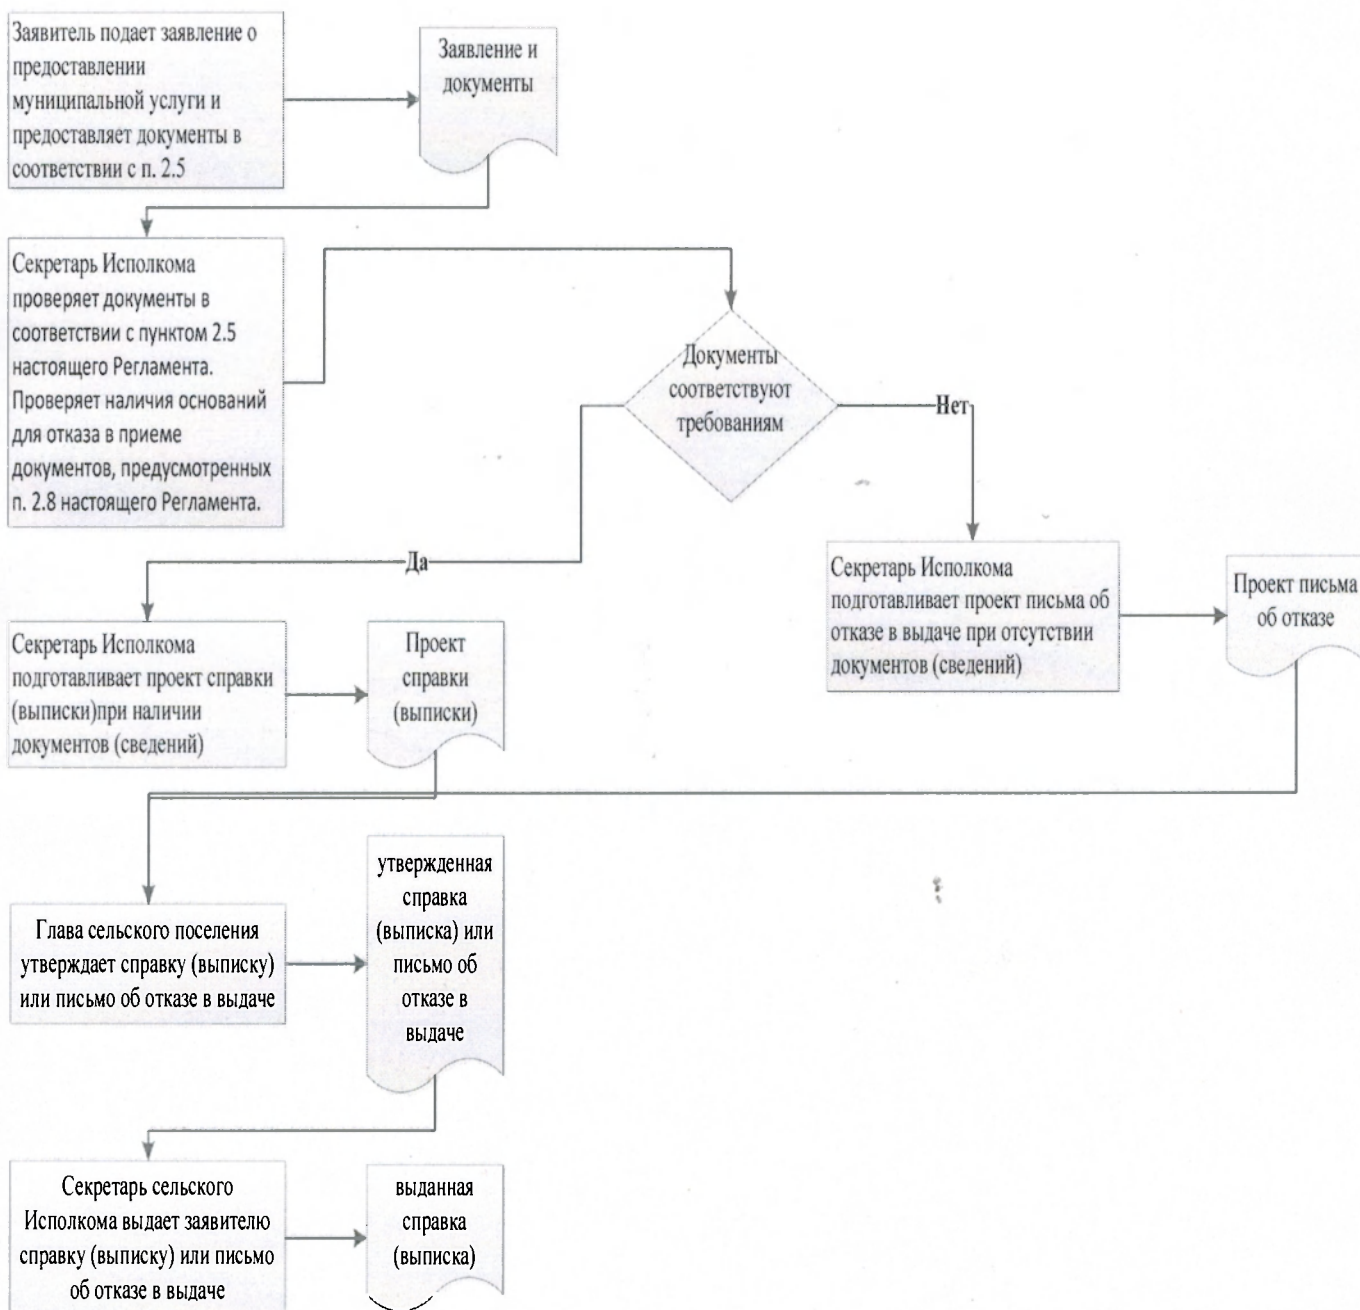 Заявитель подает заявление о
предоставлении
муниципальной услуги и
предоставляет документы в
соответствии с п. 2.5
Заявление и
документы
Секретарь Исполкома
проверяет документы в
соответствии с пунктом 2.5
настоящего Регламента.
Проверяет наличия оснований
для отказа в приеме
документов, предусмотренных
п. 2.8 настоящего Регламента.
Документы
соответствуют
требованиям
Нет
Да
Секретарь Исполкома
подготавливает проект письма об
отказе в выдаче при отсутствии
документов (сведений)
Проект письма
об отказе
Секретарь Исполкома
подготавливает проект справки
(выписки)при наличии
документов (сведений)
Проект
справки
(выписки)
Глава сельского поселения
утверждает справку (выписку)
или письмо об отказе в выдаче
утвержденная
справка
(выписка) или
письмо об
отказе в
выдаче
Секретарь сельского
Исполкома выдает заявителю
справку (выписку) или письмо
об отказе в выдаче
выданная
справка
(выписка)